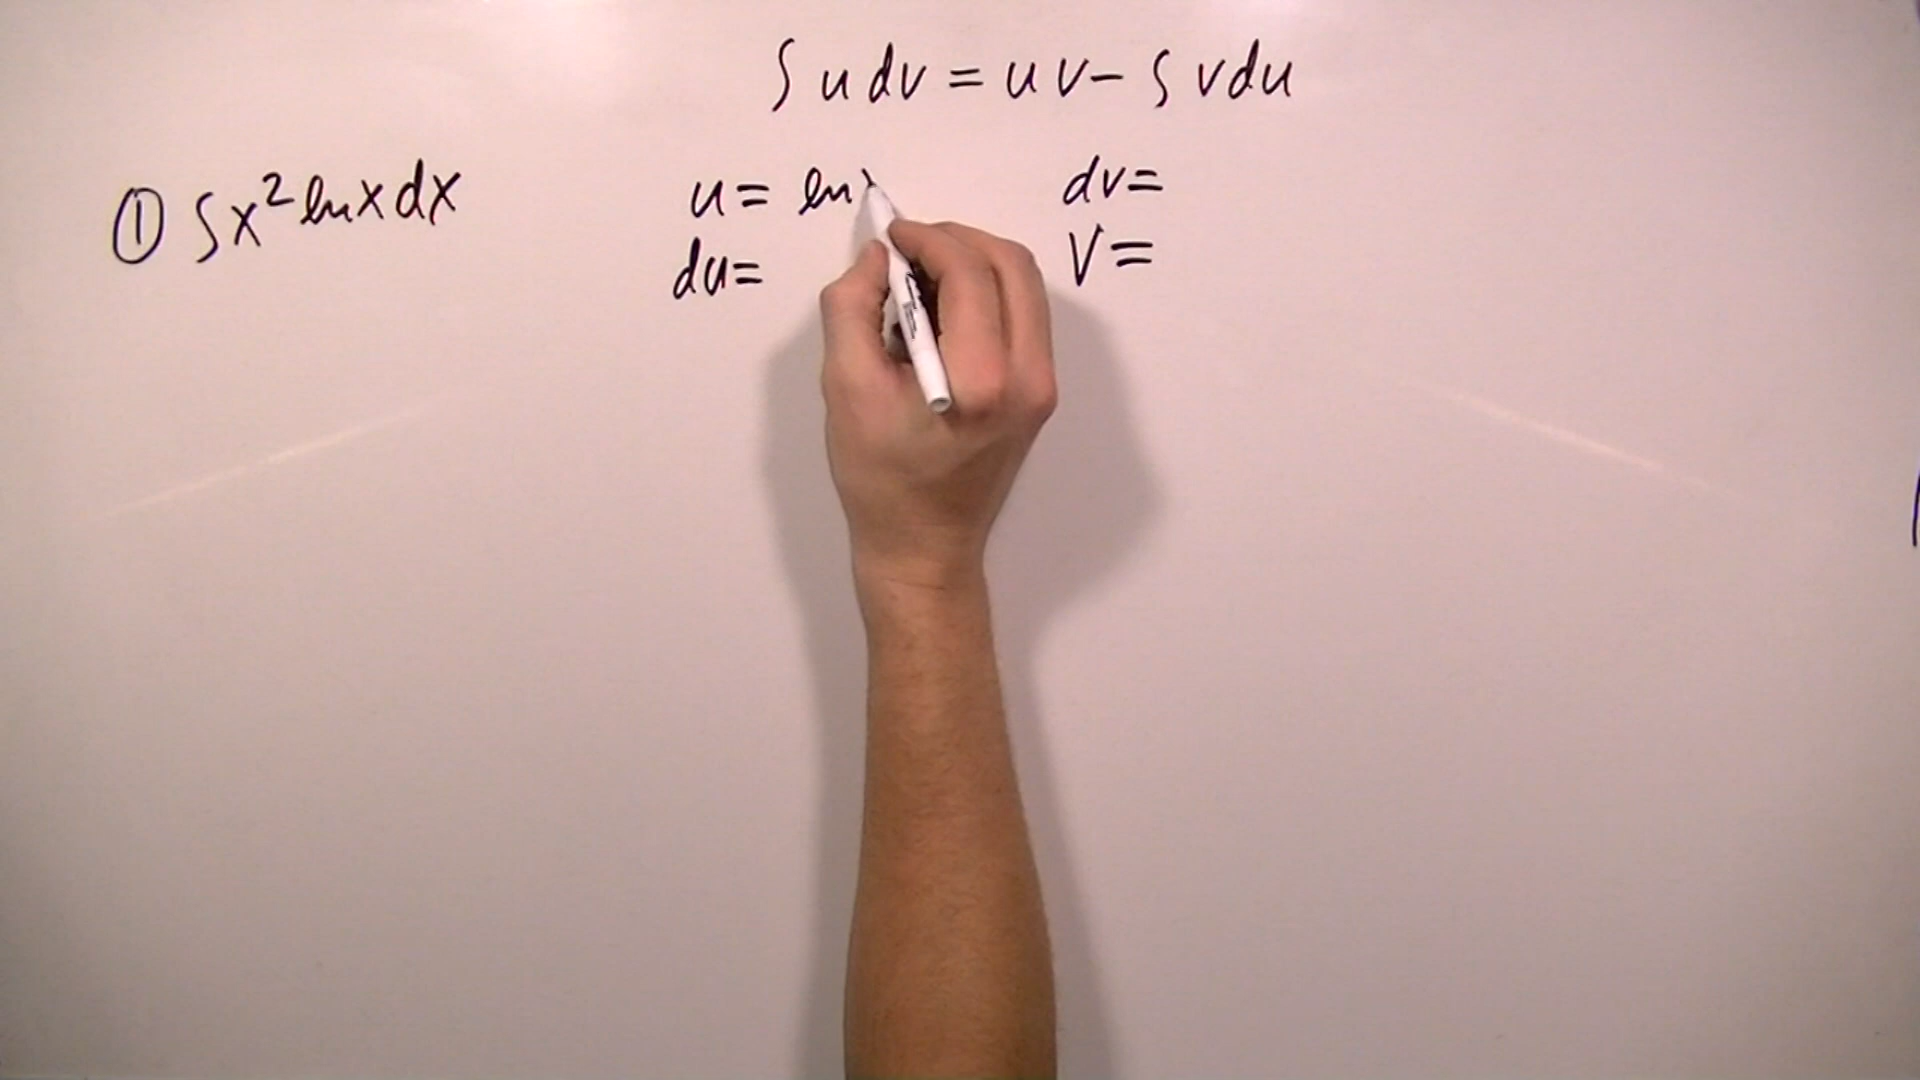 ∫ u dv = u v - ∫ v du
① ∫ x² ln x dx
u = ln x
dv =
du =
v =